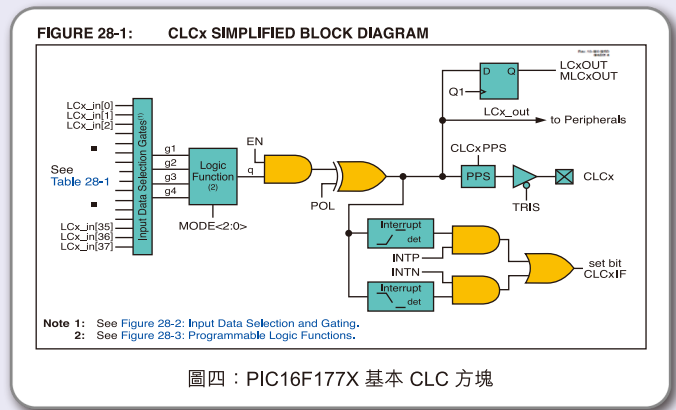 FIGURE 28-1: CLCx SIMPLIFIED BLOCK DIAGRAM
LCx_in[0]
LCx_in[1]
LCx_in[2]
See
Table 28-1
LCx_in[35]
LCx_in[36]
LCx_in[37]
Input Data Selection Gates(1)
g1
g2
g3
g4
Logic
Function
(2)
MODE<2:0>
q
EN
POL
D Q
Q1
LCxOUT
MLCxOUT
LCx_out
to Peripherals
CLCxPPS
PPS
TRIS
CLCx
Interrupt
det
INTP
INTN
Interrupt
det
set bit
CLCxIF
Note 1: See Figure 28-2: Input Data Selection and Gating.
2: See Figure 28-3: Programmable Logic Functions.
圖四：PIC16F177X 基本 CLC 方塊